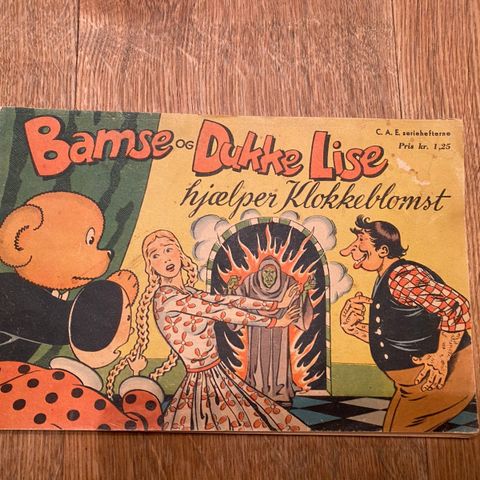 Bamse OG Dukke Lise
hjælper Klokkeblomst
C. A. E. seriehefterne
Pris kr. 1,25